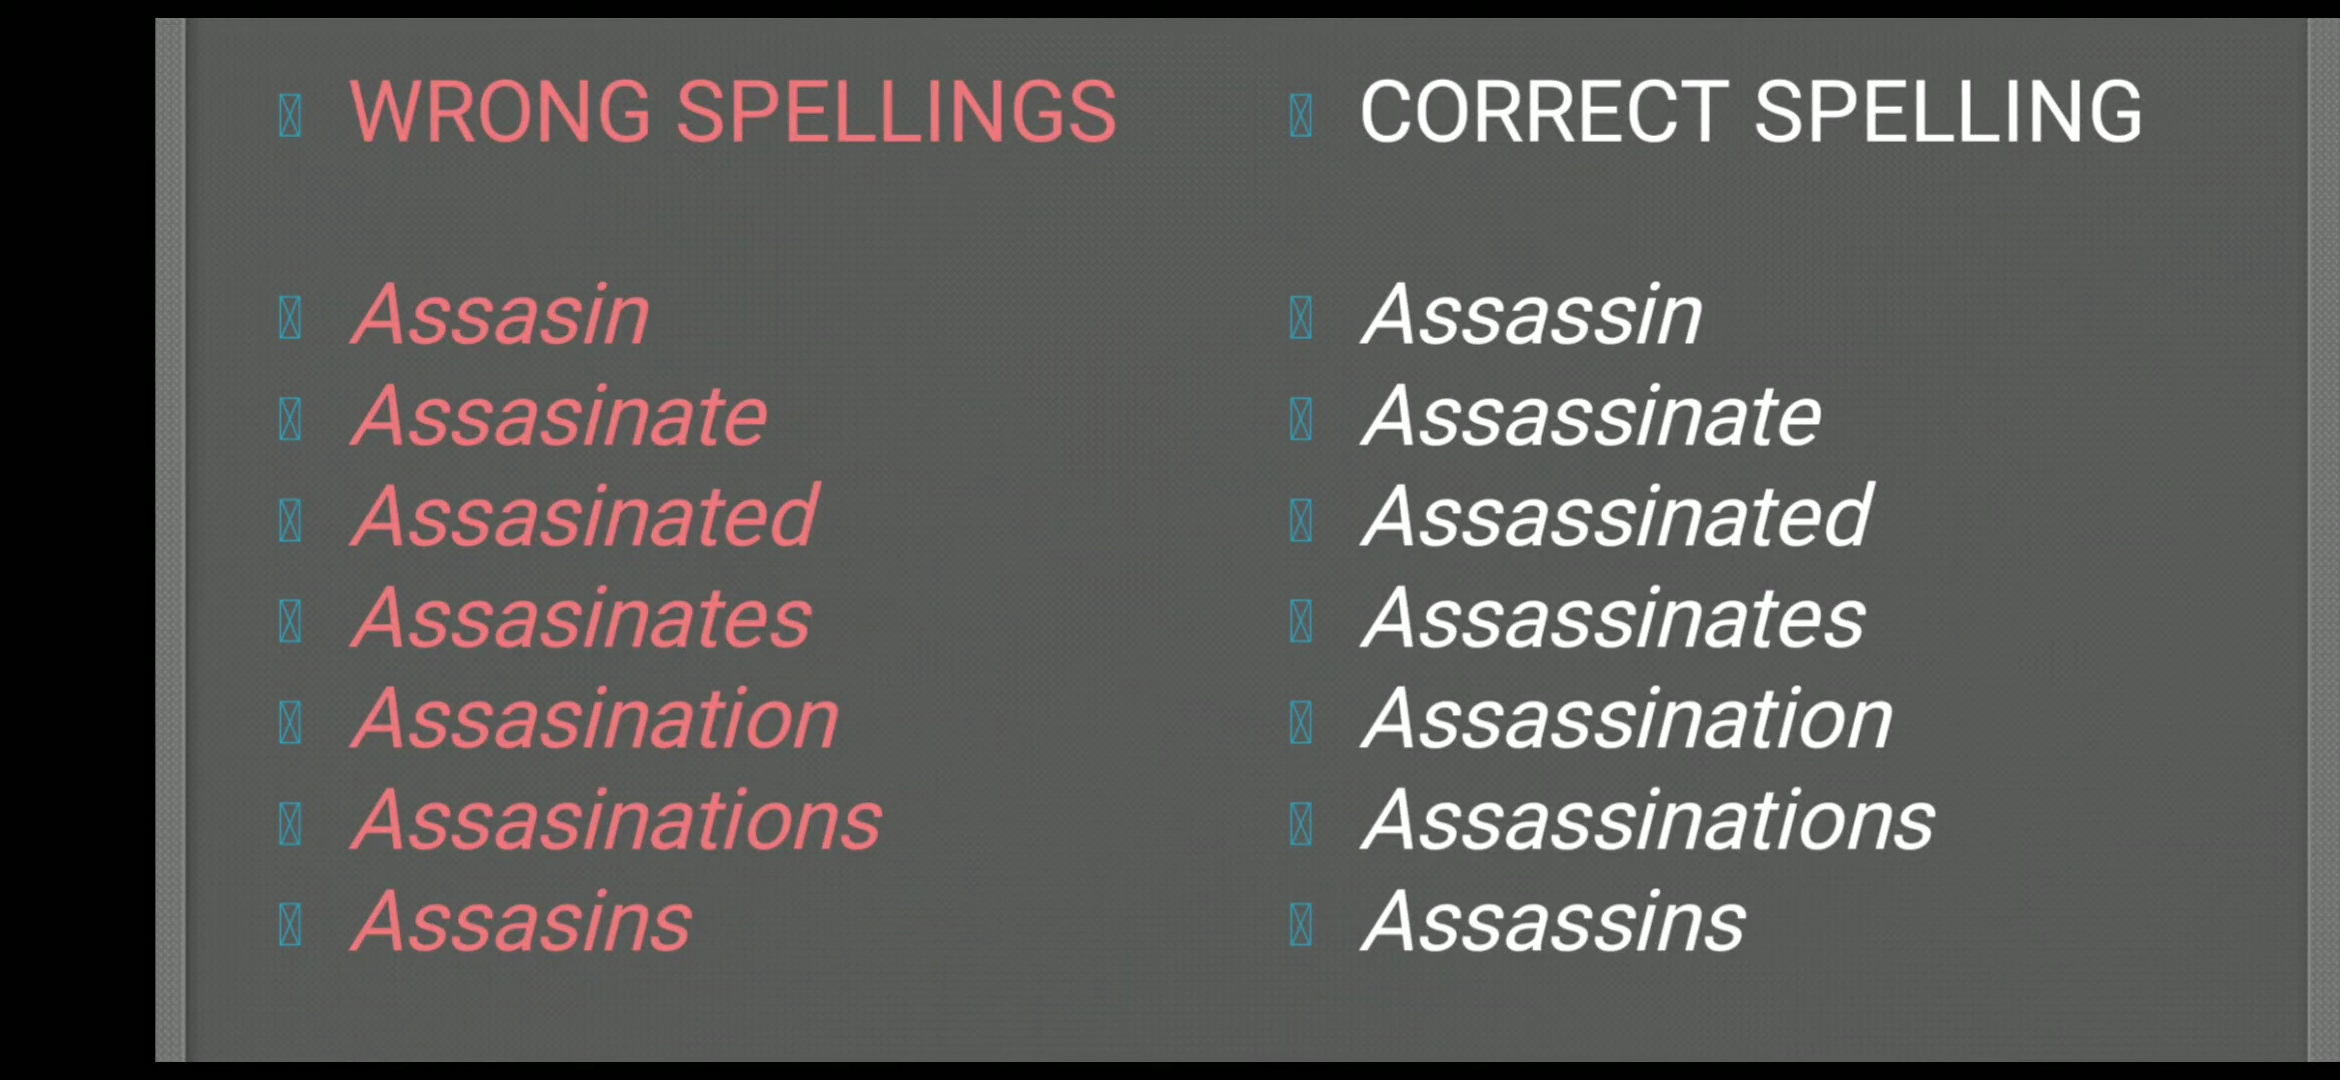 WRONG SPELLINGS
Assasin
Assasinate
Assasinated
Assasinates
Assasination
Assasinations
Assasins
CORRECT SPELLING
Assassin
Assassinate
Assassinated
Assassinates
Assassination
Assassinations
Assassins